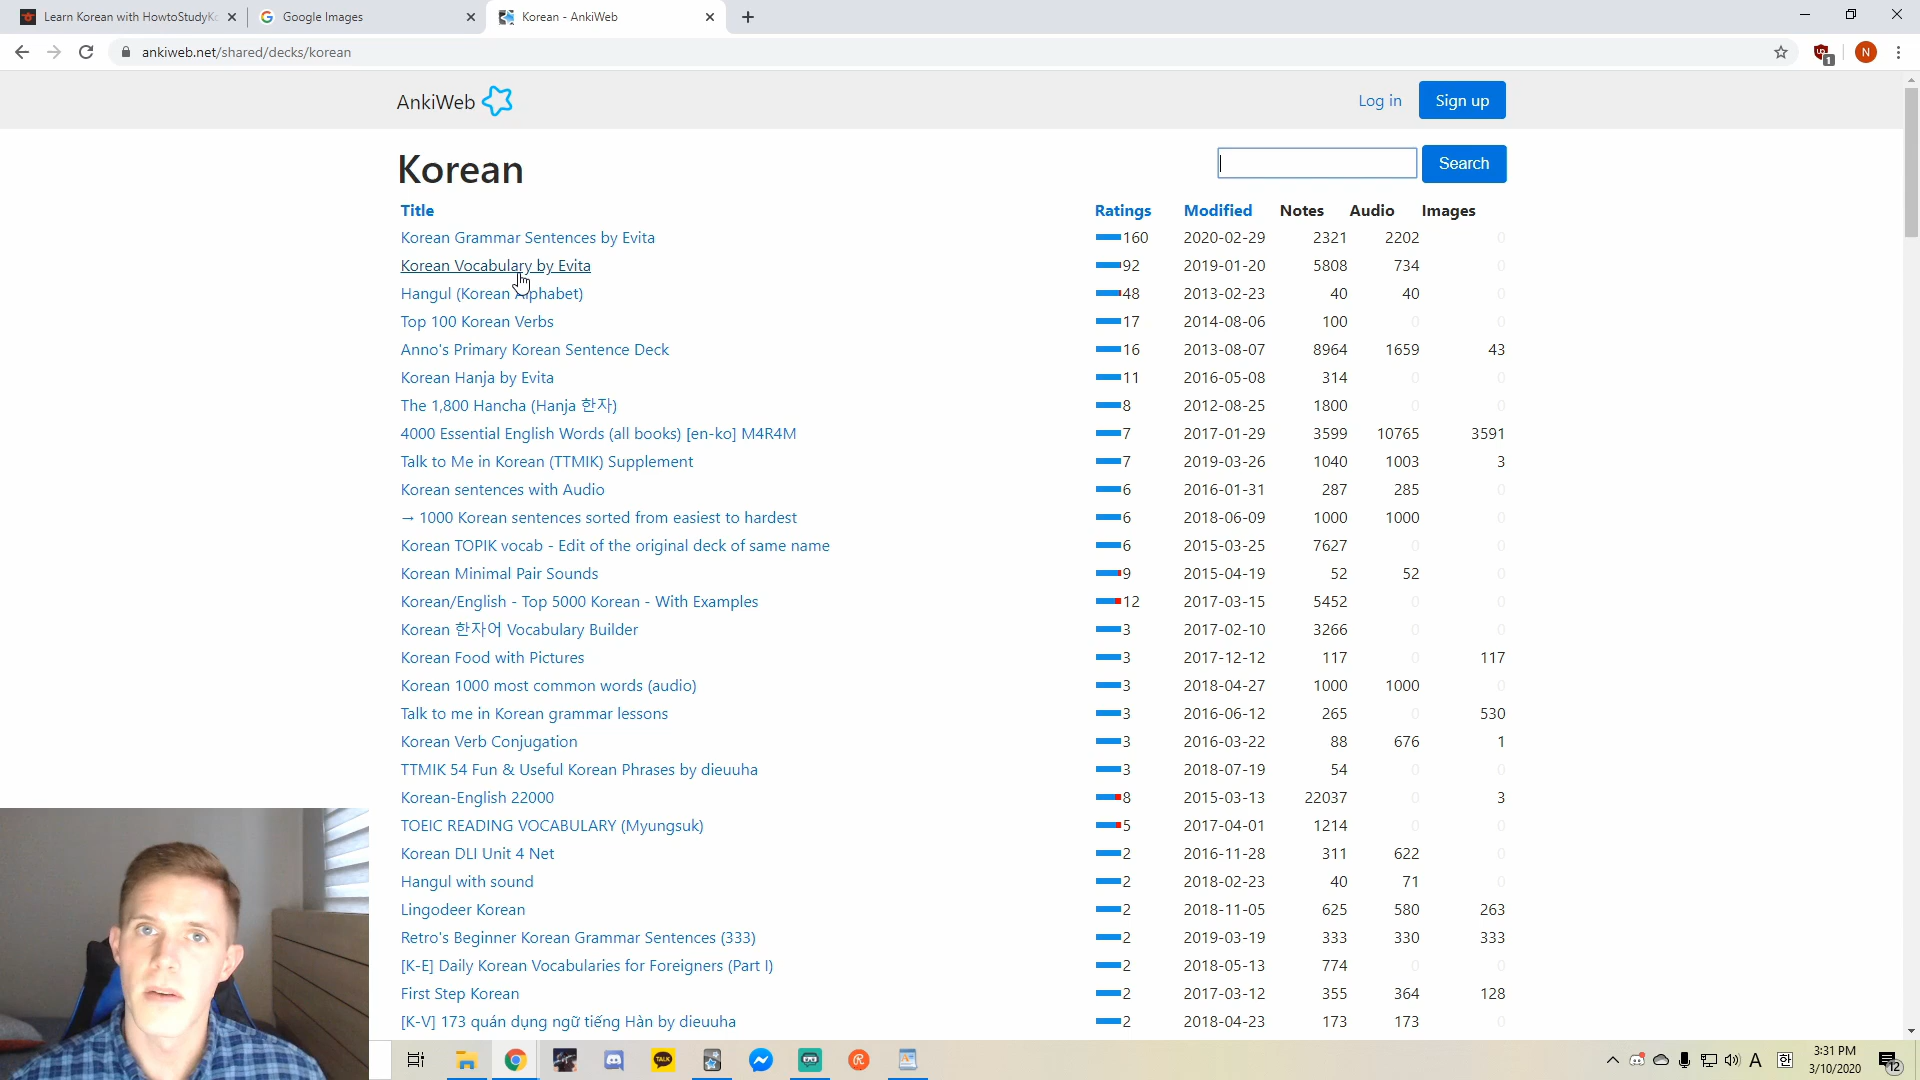 Learn Korean with HowtoStudyKo
Google Images
Korean - AnkiWeb
ankiweb.net/shared/decks/korean
N
1
AnkiWeb
Log in
Sign up
Korean
Search
Title Ratings Modified Notes Audio Images
Korean Grammar Sentences by Evita 160 2020-02-29 2321 2202 0
Korean Vocabulary by Evita 92 2019-01-20 5808 734 0
Hangul (Korean Alphabet) 48 2013-02-23 40 40 0
Top 100 Korean Verbs 17 2014-08-06 100 0 0
Anno's Primary Korean Sentence Deck 16 2013-08-07 8964 1659 43
Korean Hanja by Evita 11 2016-05-08 314 0 0
The 1,800 Hancha (Hanja 한자) 8 2012-08-25 1800 0 0
4000 Essential English Words (all books) [en-ko] M4R4M 7 2017-01-29 3599 10765 3591
Talk to Me in Korean (TTMIK) Supplement 7 2019-03-26 1040 1003 3
Korean sentences with Audio 6 2016-01-31 287 285 0
→ 1000 Korean sentences sorted from easiest to hardest 6 2018-06-09 1000 1000 0
Korean TOPIK vocab - Edit of the original deck of same name 6 2015-03-25 7627 0 0
Korean Minimal Pair Sounds 9 2015-04-19 52 52 0
Korean/English - Top 5000 Korean - With Examples 12 2017-03-15 5452 0 0
Korean 한자어 Vocabulary Builder 3 2017-02-10 3266 0 0
Korean Food with Pictures 3 2017-12-12 117 0 117
Korean 1000 most common words (audio) 3 2018-04-27 1000 1000 0
Talk to me in Korean grammar lessons 3 2016-06-12 265 0 530
Korean Verb Conjugation 3 2016-03-22 88 676 1
TTMIK 54 Fun & Useful Korean Phrases by dieuuha 3 2018-07-19 54 0 0
Korean-English 22000 8 2015-03-13 22037 0 3
TOEIC READING VOCABULARY (Myungsuk) 5 2017-04-01 1214 0 0
Korean DLI Unit 4 Net 2 2016-11-28 311 622 0
Hangul with sound 2 2018-02-23 40 71 0
Lingodeer Korean 2 2018-11-05 625 580 263
Retro's Beginner Korean Grammar Sentences (333) 2 2019-03-19 333 330 333
[K-E] Daily Korean Vocabularies for Foreigners (Part I) 2 2018-05-13 774 0 0
First Step Korean 2 2017-03-12 355 364 128
[K-V] 173 quán dụng ngữ tiếng Hàn by dieuuha 2 2018-04-23 173 173 0
TALK
A
한
3:31 PM
3/10/2020
12